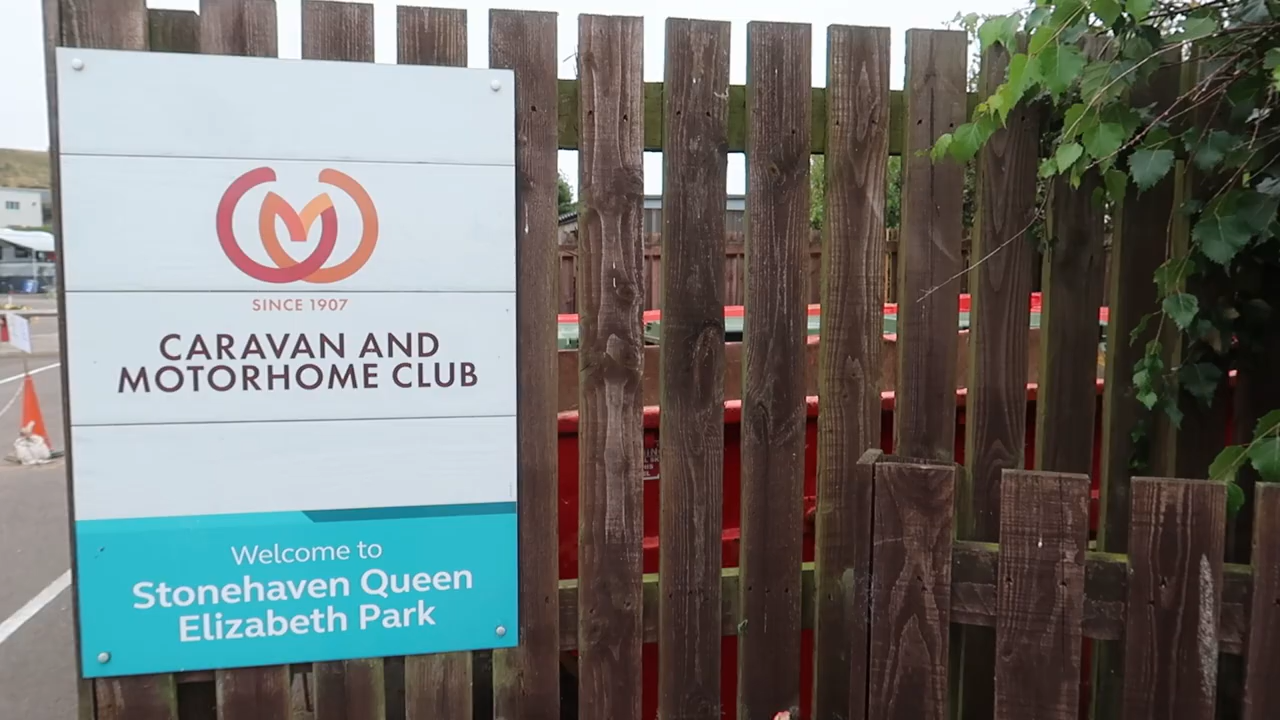 SINCE 1907
CARAVAN AND
MOTORHOME CLUB
Welcome to
Stonehaven Queen
Elizabeth Park